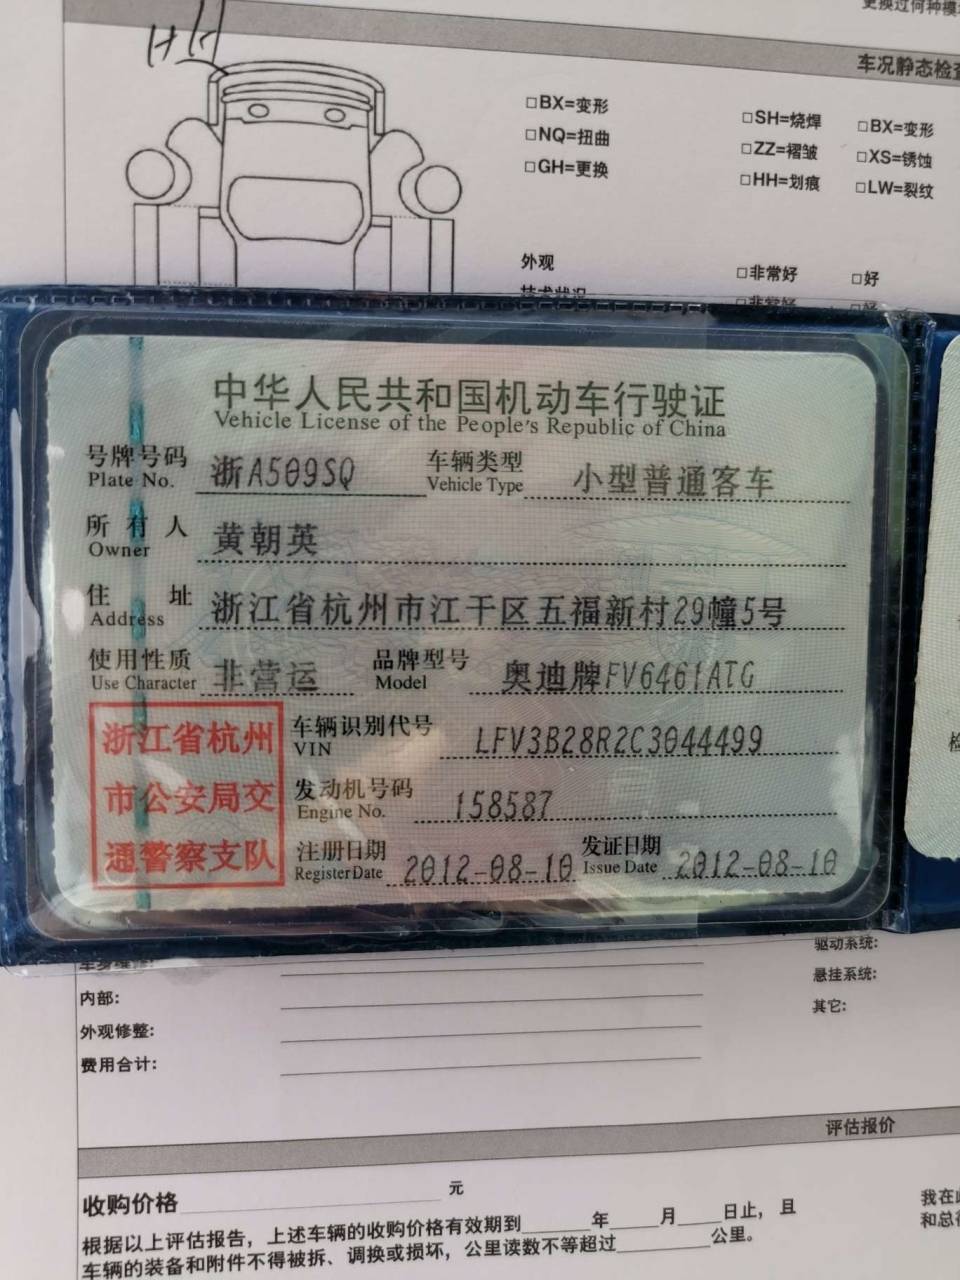 更换过何种模
车况静态检查
□BX=变形
□SH=烧焊
□BX=变形
□NQ=扭曲
□ZZ=褶皱
□XS=锈蚀
□GH=更换
□HH=划痕
□LW=裂纹
外观
□非常好
□好
中华人民共和国机动车行驶证
Vehicle License of the People's Republic of China
号牌号码 浙A509SQ 车辆类型 小型普通客车
Plate No. Vehicle Type
所有人 黄朝英
Owner
住址 浙江省杭州市江干区五福新村29幢5号
Address
使用性质 非营运 品牌型号 奥迪牌FV6461ATG
Use Character Model
浙江省杭州
市公安局交
通警察支队
车辆识别代号 LFV3B28R2C3044499
VIN
发动机号码 158587
Engine No.
注册日期 2012-08-10 发证日期 2012-08-10
Register Date Issue Date
驱动系统:
内部:
悬挂系统:
外观修整:
其它:
费用合计:
评估报价
收购价格 元
根据以上评估报告，上述车辆的收购价格有效期到 年 月 日止，且
车辆的装备和附件不得被拆、调换或损坏，公里读数不等超过 公里。
我在此
和总